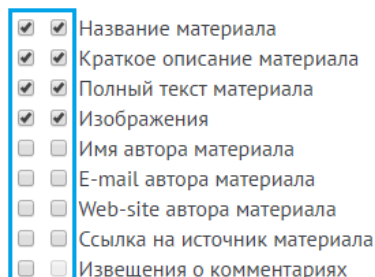 Название материала
Краткое описание материала
Полный текст материала
Изображения
Имя автора материала
E-mail автора материала
Web-site автора материала
Ссылка на источник материала
Извещения о комментариях